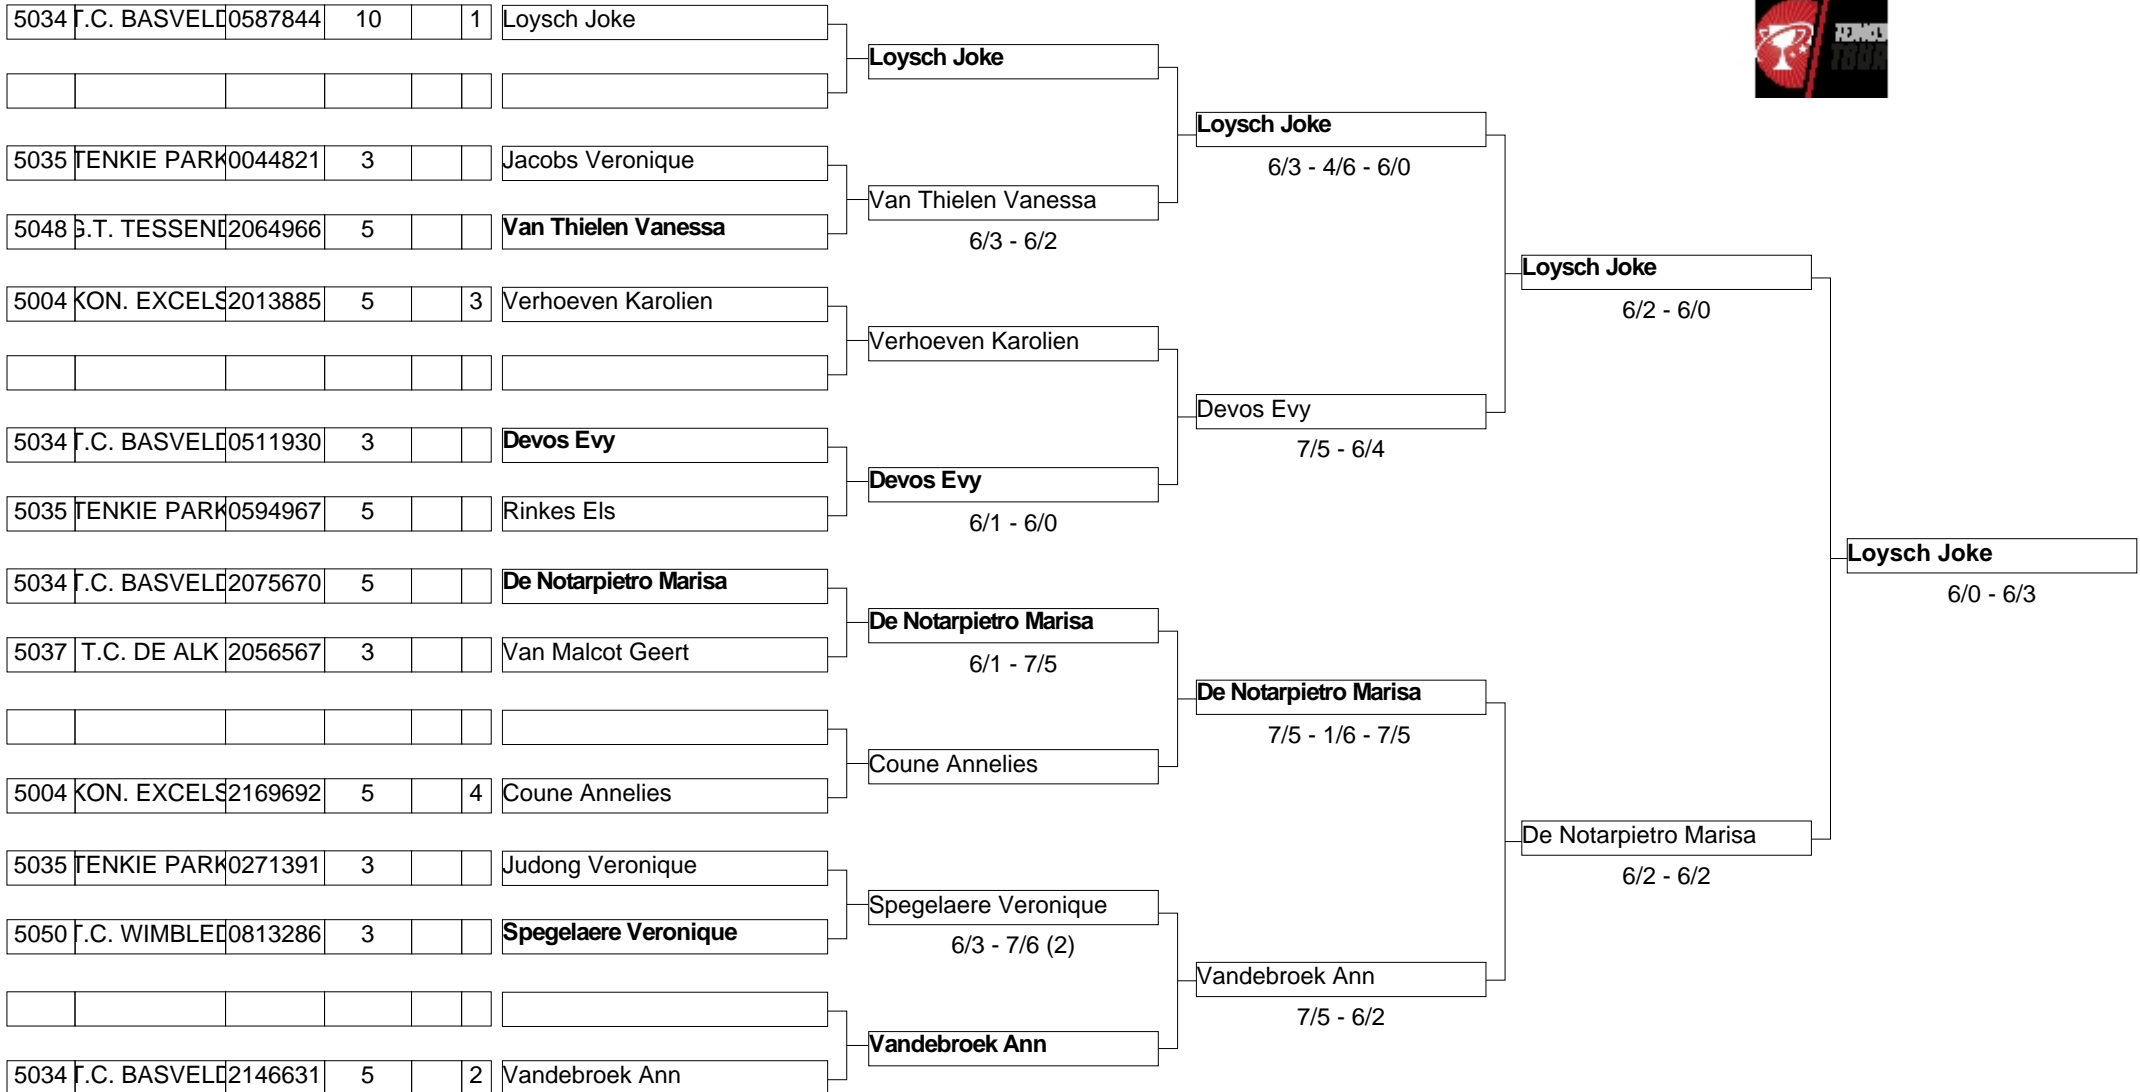 5034 T.C. BASVELD 0587844 10 1 Loysch Joke
Loysch Joke
Loysch Joke
6/3 - 4/6 - 6/0
5035 TENKIE PARK 0044821 3 Jacobs Veronique
Van Thielen Vanessa
6/3 - 6/2
5048 G.T. TESSEND 2064966 5 Van Thielen Vanessa
Loysch Joke
6/2 - 6/0
5004 KON. EXCELS 2013885 5 3 Verhoeven Karolien
Verhoeven Karolien
Devos Evy
7/5 - 6/4
5034 T.C. BASVELD 0511930 3 Devos Evy
Devos Evy
6/1 - 6/0
5035 TENKIE PARK 0594967 5 Rinkes Els
Loysch Joke
6/0 - 6/3
5034 T.C. BASVELD 2075670 5 De Notarpietro Marisa
De Notarpietro Marisa
6/1 - 7/5
5037 T.C. DE ALK 2056567 3 Van Malcot Geert
De Notarpietro Marisa
7/5 - 1/6 - 7/5
Coune Annelies
5004 KON. EXCELS 2169692 5 4 Coune Annelies
De Notarpietro Marisa
6/2 - 6/2
5035 TENKIE PARK 0271391 3 Judong Veronique
Spegelaere Veronique
6/3 - 7/6 (2)
5050 T.C. WIMBLED 0813286 3 Spegelaere Veronique
Vandebroek Ann
7/5 - 6/2
Vandebroek Ann
5034 T.C. BASVELD 2146631 5 2 Vandebroek Ann